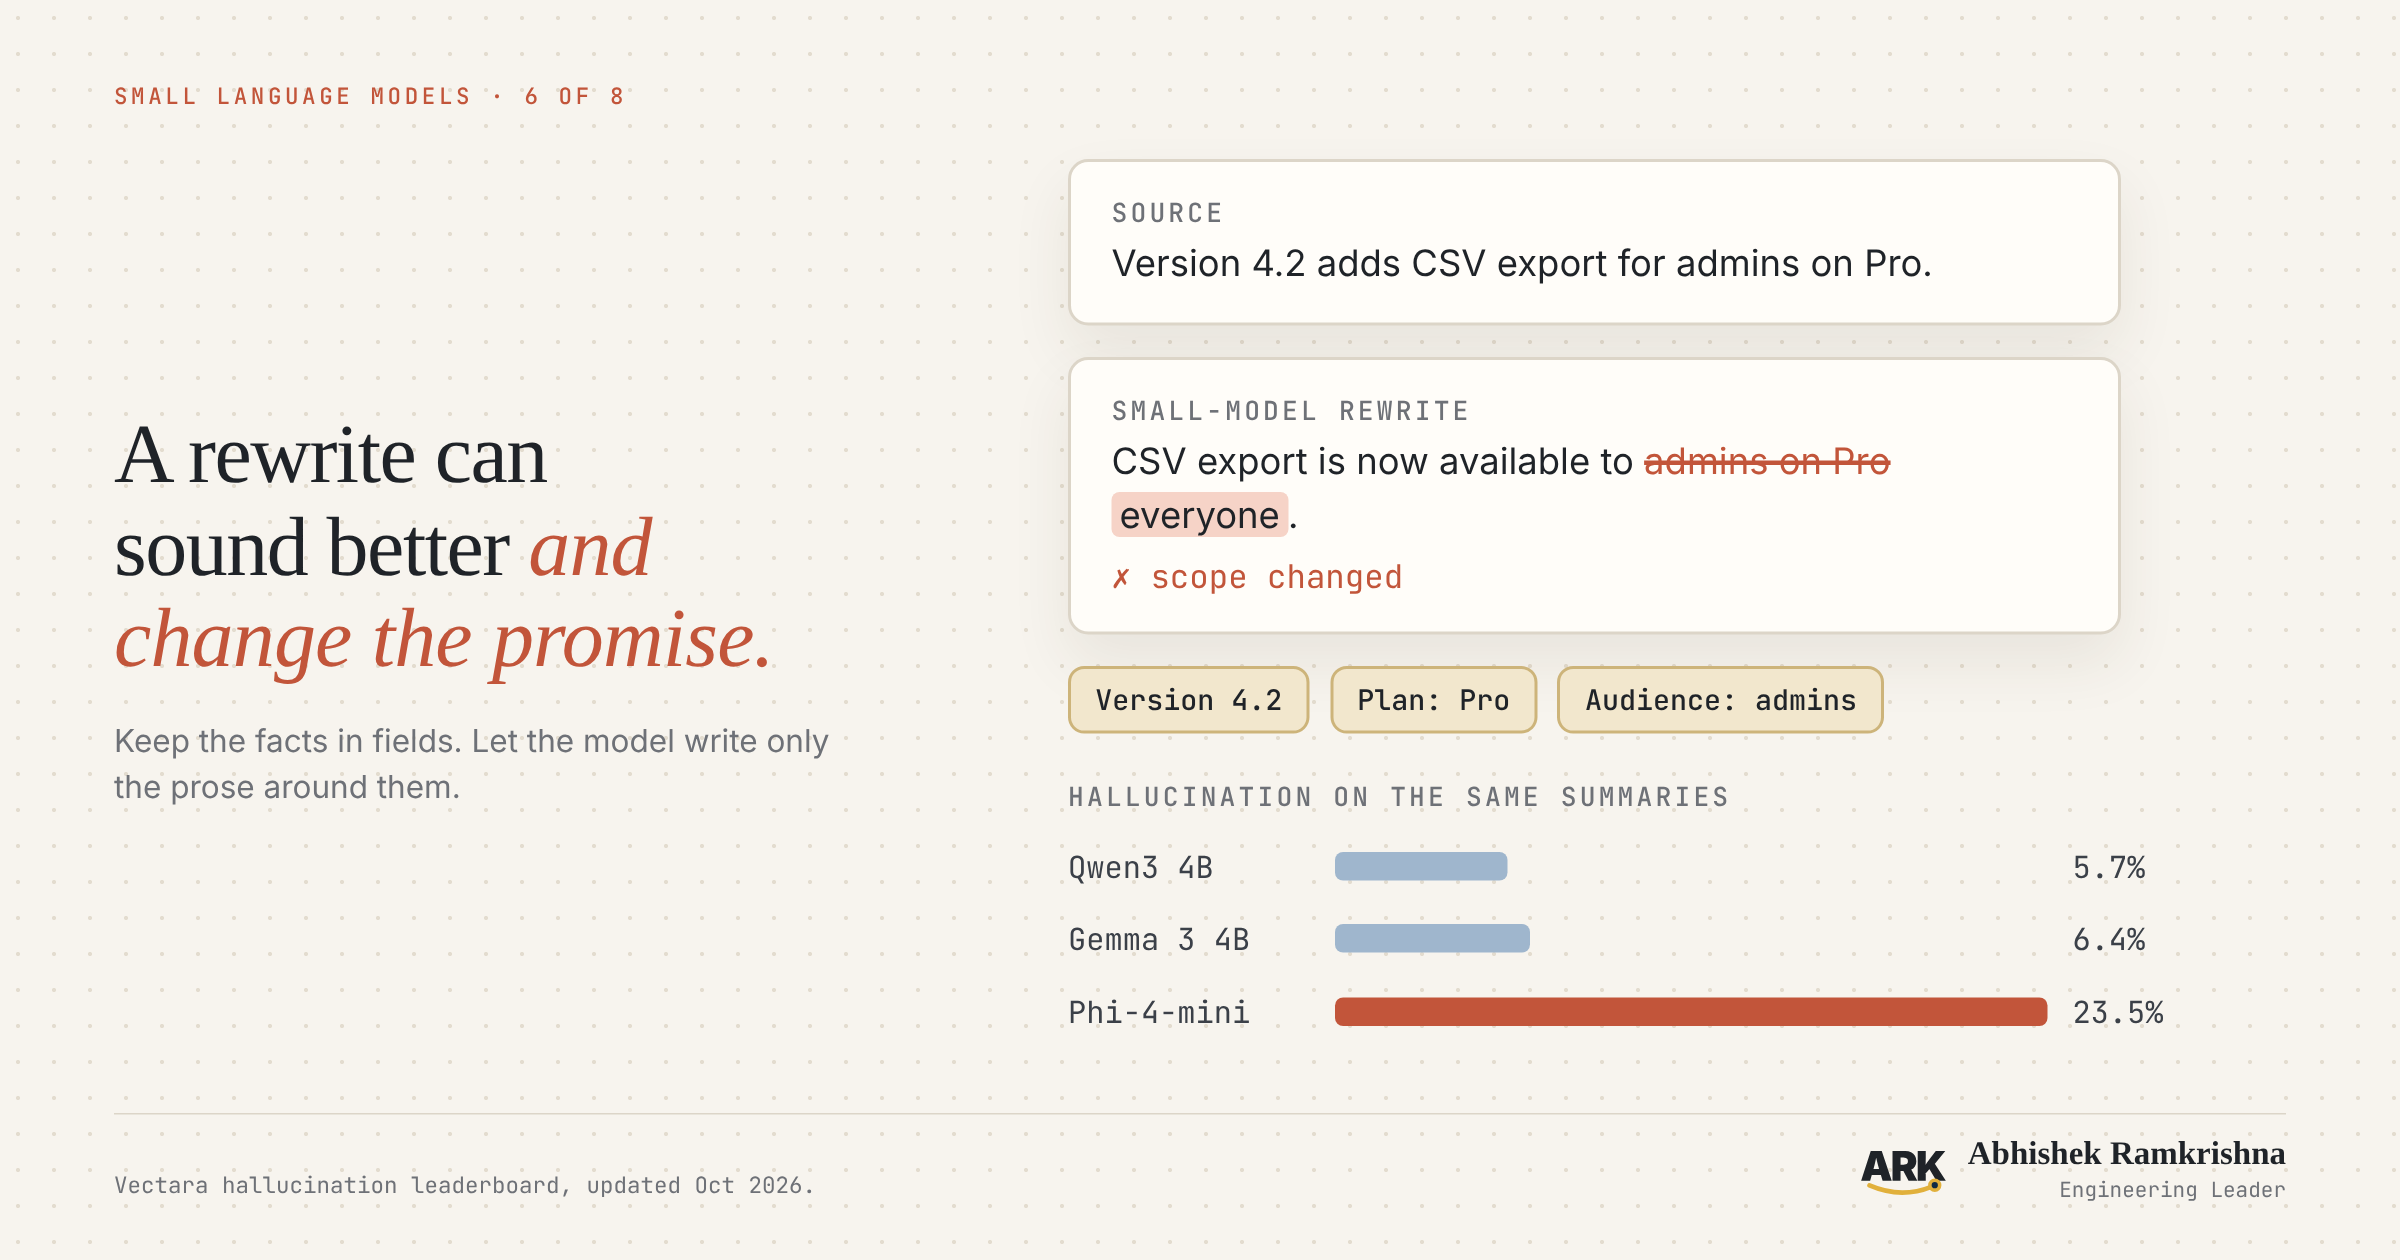 SMALL LANGUAGE MODELS · 6 OF 8
A rewrite can
sound better and
change the promise.
Keep the facts in fields. Let the model write only
the prose around them.
SOURCE
Version 4.2 adds CSV export for admins on Pro.
SMALL-MODEL REWRITE
CSV export is now available to admins on Pro
everyone.
✗ scope changed
Version 4.2
Plan: Pro
Audience: admins
HALLUCINATION ON THE SAME SUMMARIES
Qwen3 4B 5.7%
Gemma 3 4B 6.4%
Phi-4-mini 23.5%
Vectara hallucination leaderboard, updated Oct 2026.
ARK
Abhishek Ramkrishna
Engineering Leader